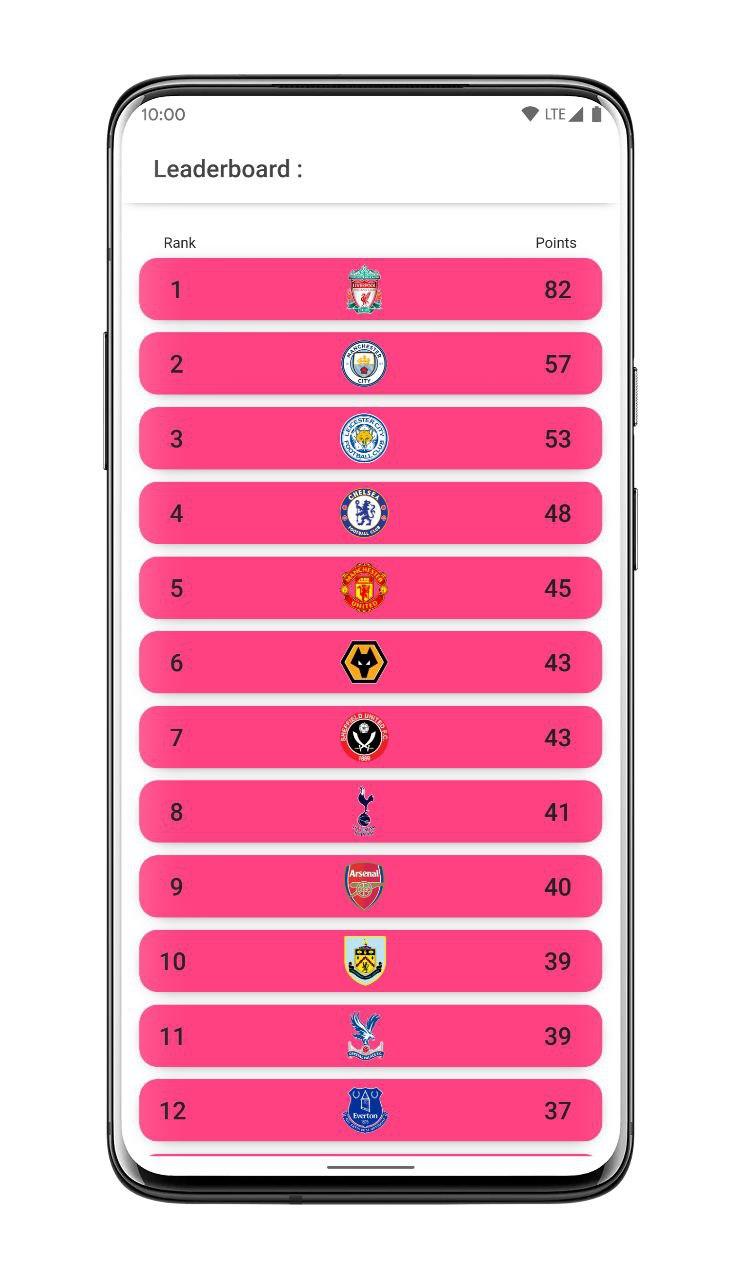 10:00 LTE
Leaderboard :
Rank Points
1 LIVERPOOL 82
2 MANCHESTER CITY 57
3 LEICESTER CITY FOOTBALL CLUB 53
4 CHELSEA FOOTBALL CLUB 48
5 MANCHESTER UNITED 45
6 43
7 SHEFFIELD UNITED F.C. 1889 43
8 41
9 Arsenal 40
10 39
11 39
12 Everton 37